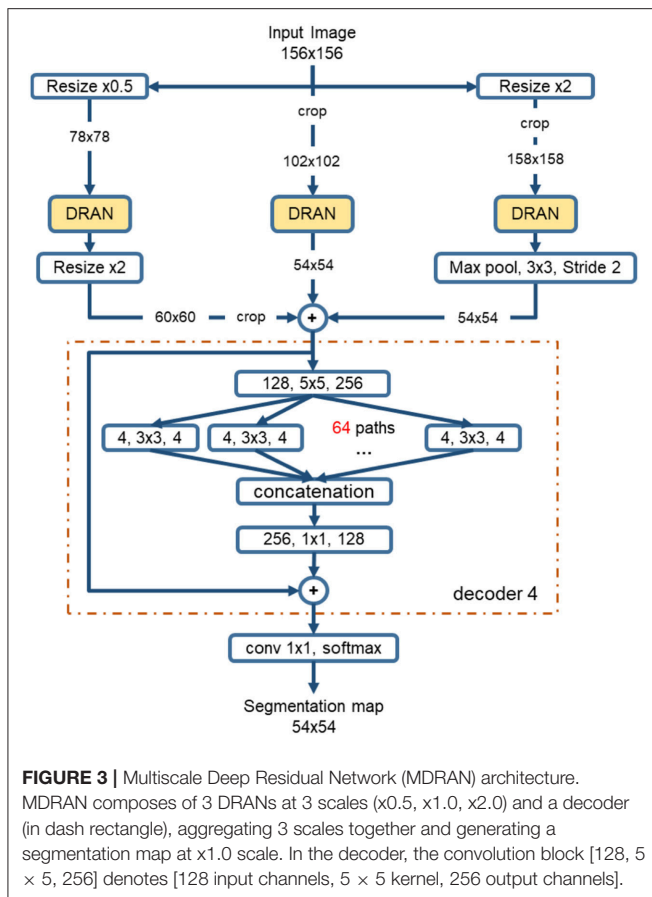 Input Image
156x156
Resize x0.5
Resize x2
crop
crop
78x78
102x102
158x158
DRAN
DRAN
DRAN
Resize x2
54x54
Max pool, 3x3, Stride 2
60x60
crop
54x54
+
128, 5x5, 256
4, 3x3, 4
4, 3x3, 4
64 paths
...
4, 3x3, 4
concatenation
256, 1x1, 128
+
decoder 4
conv 1x1, softmax
Segmentation map
54x54
FIGURE 3 | Multiscale Deep Residual Network (MDRAN) architecture.
MDRAN composes of 3 DRANs at 3 scales (x0.5, x1.0, x2.0) and a decoder
(in dash rectangle), aggregating 3 scales together and generating a
segmentation map at x1.0 scale. In the decoder, the convolution block [128, 5
× 5, 256] denotes [128 input channels, 5 × 5 kernel, 256 output channels].